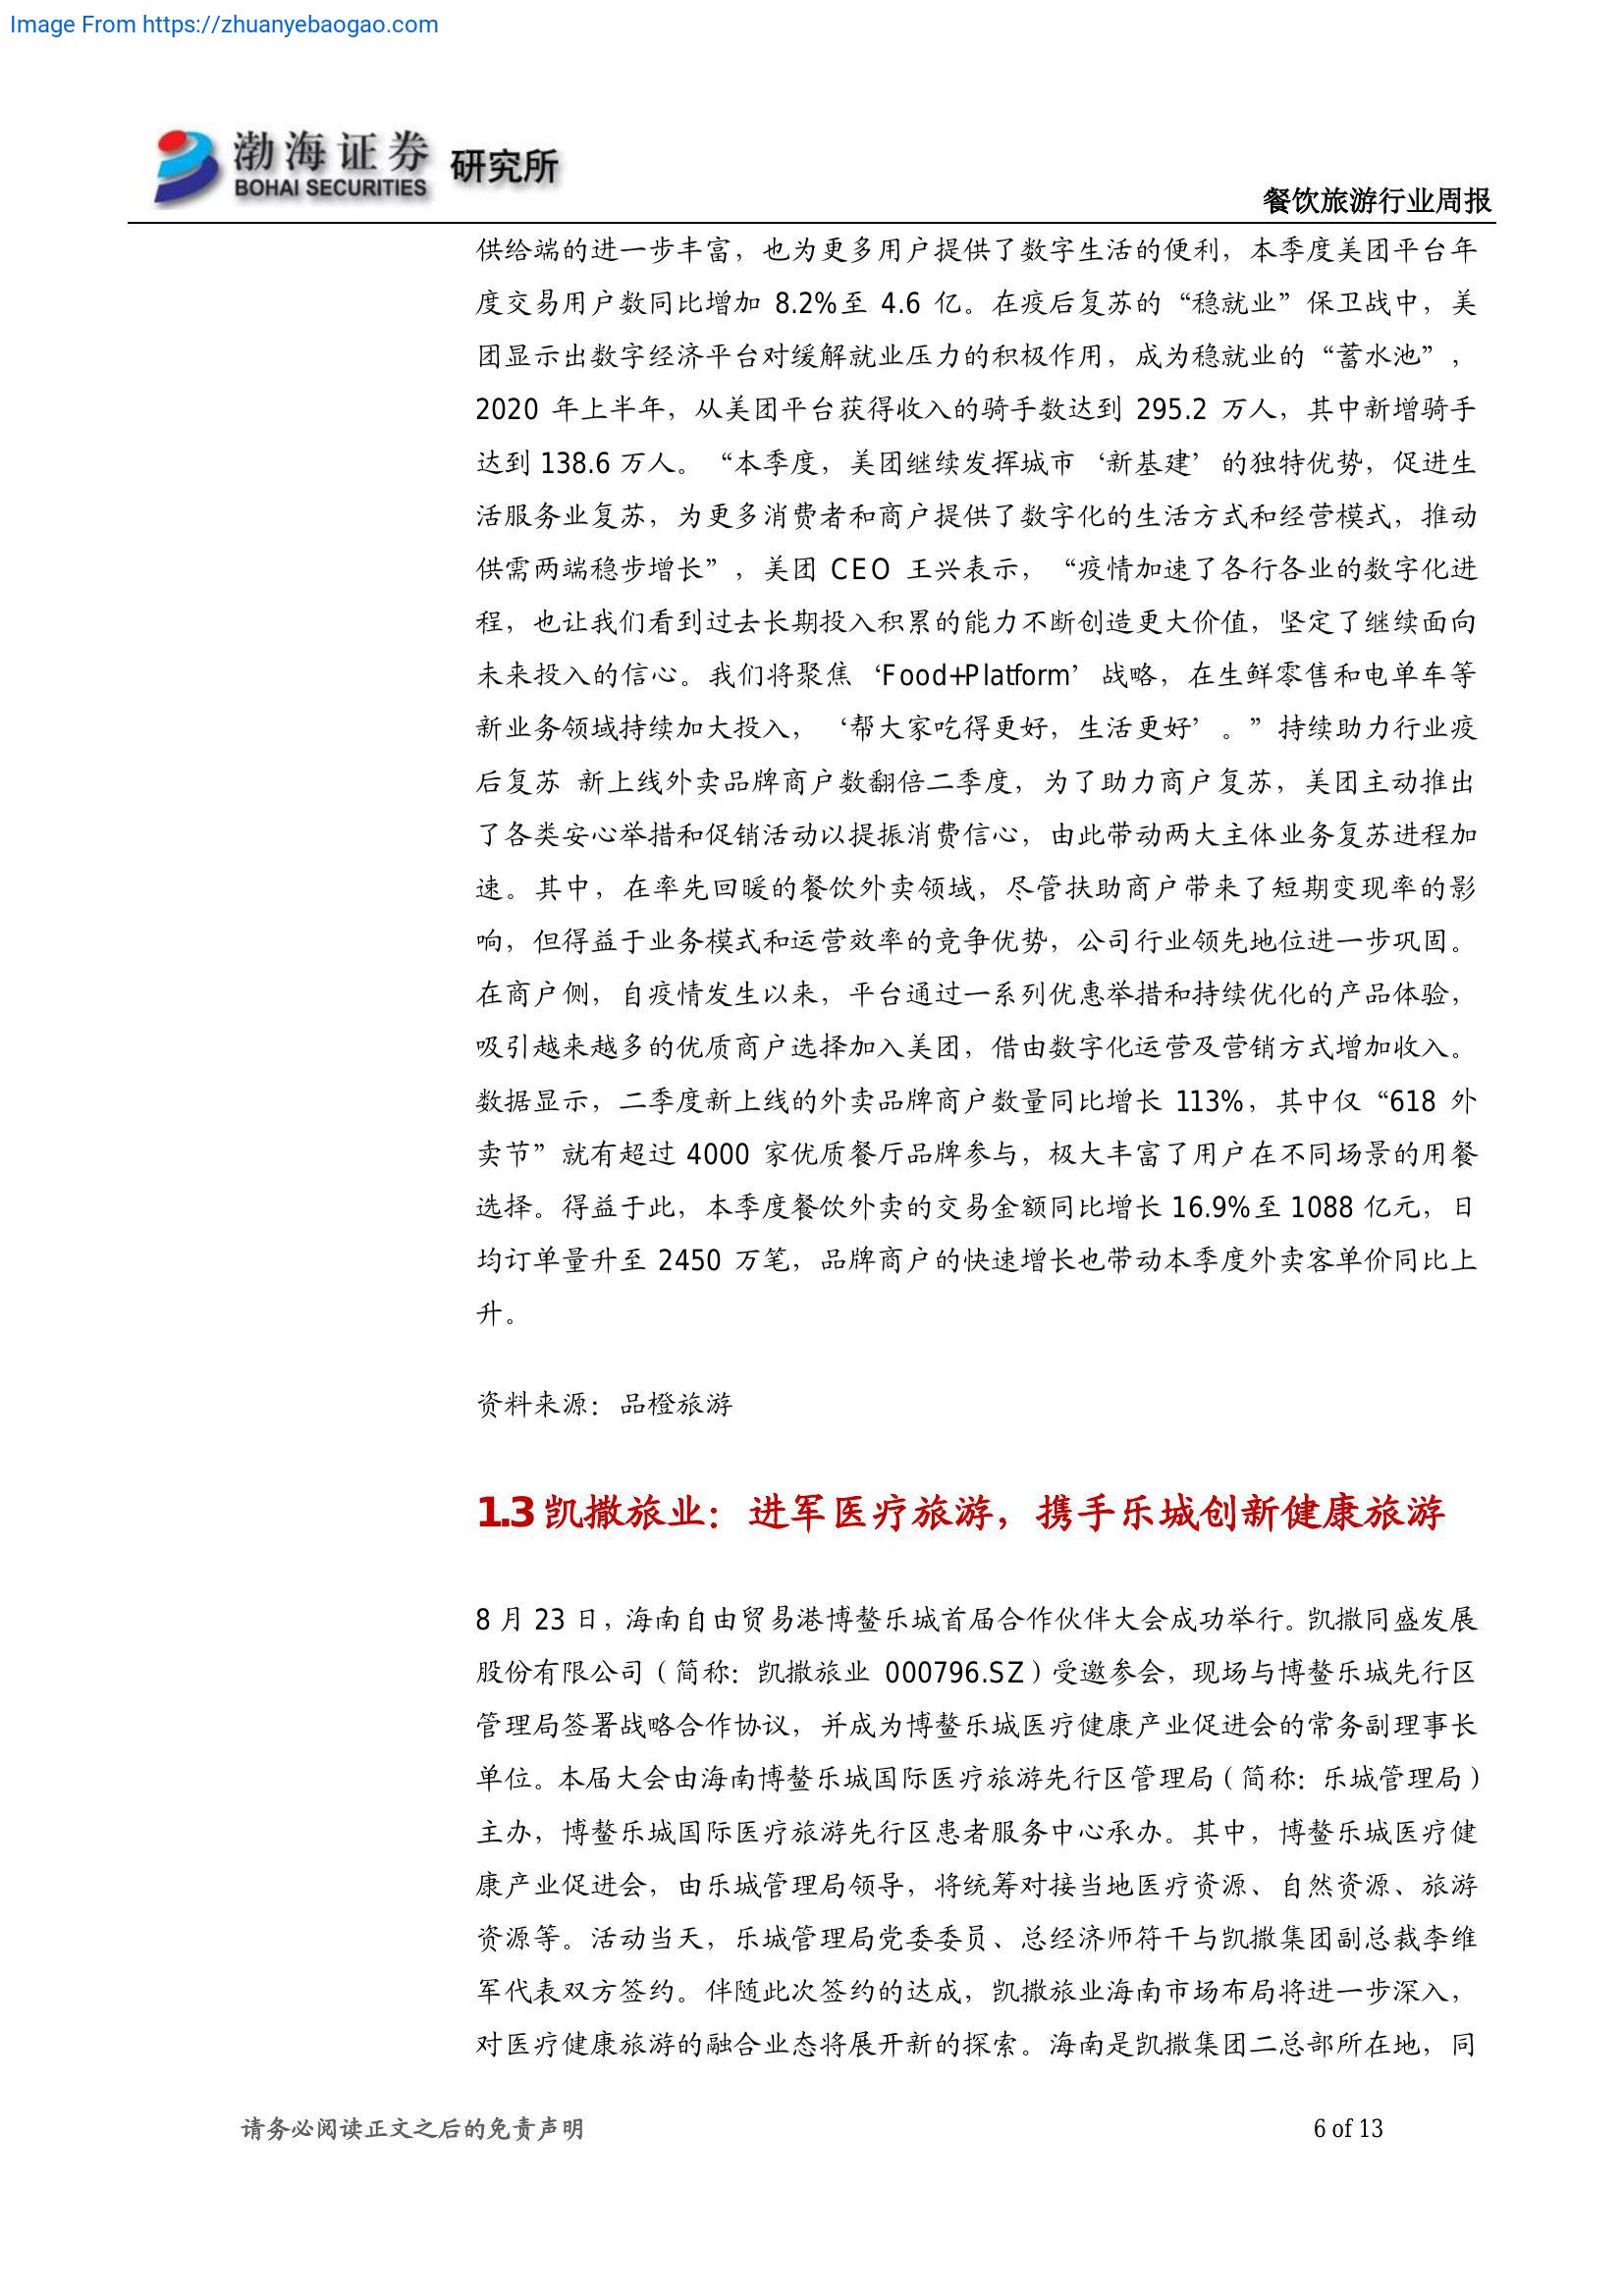 Image From https://zhuanyebaogao.com
渤海证券 研究所
BOHAI SECURITIES
餐饮旅游行业周报
供给端的进一步丰富，也为更多用户提供了数字生活的便利，本季度美团平台年
度交易用户数同比增加 8.2%至 4.6 亿。在疫后复苏的“稳就业”保卫战中，美
团显示出数字经济平台对缓解就业压力的积极作用，成为稳就业的“蓄水池”，
2020 年上半年，从美团平台获得收入的骑手数达到 295.2 万人，其中新增骑手
达到 138.6 万人。“本季度，美团继续发挥城市‘新基建’的独特优势，促进生
活服务业复苏，为更多消费者和商户提供了数字化的生活方式和经营模式，推动
供需两端稳步增长”，美团 CEO 王兴表示，“疫情加速了各行各业的数字化进
程，也让我们看到过去长期投入积累的能力不断创造更大价值，坚定了继续面向
未来投入的信心。我们将聚焦‘Food+Platform’战略，在生鲜零售和电单车等
新业务领域持续加大投入，‘帮大家吃得更好，生活更好’。”持续助力行业疫
后复苏 新上线外卖品牌商户数翻倍二季度，为了助力商户复苏，美团主动推出
了各类安心举措和促销活动以提振消费信心，由此带动两大主体业务复苏进程加
速。其中，在率先回暖的餐饮外卖领域，尽管扶助商户带来了短期变现率的影
响，但得益于业务模式和运营效率的竞争优势，公司行业领先地位进一步巩固。
在商户侧，自疫情发生以来，平台通过一系列优惠举措和持续优化的产品体验，
吸引越来越多的优质商户选择加入美团，借由数字化运营及营销方式增加收入。
数据显示，二季度新上线的外卖品牌商户数量同比增长 113%，其中仅“618 外
卖节”就有超过 4000 家优质餐厅品牌参与，极大丰富了用户在不同场景的用餐
选择。得益于此，本季度餐饮外卖的交易金额同比增长 16.9%至 1088 亿元，日
均订单量升至 2450 万笔，品牌商户的快速增长也带动本季度外卖客单价同比上
升。
资料来源：品橙旅游
1.3 凯撒旅业：进军医疗旅游，携手乐城创新健康旅游
8 月 23 日，海南自由贸易港博鳌乐城首届合作伙伴大会成功举行。凯撒同盛发展
股份有限公司（简称：凯撒旅业 000796.SZ）受邀参会，现场与博鳌乐城先行区
管理局签署战略合作协议，并成为博鳌乐城医疗健康产业促进会的常务副理事长
单位。本届大会由海南博鳌乐城国际医疗旅游先行区管理局（简称：乐城管理局）
主办，博鳌乐城国际医疗旅游先行区患者服务中心承办。其中，博鳌乐城医疗健
康产业促进会，由乐城管理局领导，将统筹对接当地医疗资源、自然资源、旅游
资源等。活动当天，乐城管理局党委委员、总经济师符干与凯撒集团副总裁李维
军代表双方签约。伴随此次签约的达成，凯撒旅业海南市场布局将进一步深入，
对医疗健康旅游的融合业态将展开新的探索。海南是凯撒集团二总部所在地，同
请务必阅读正文之后的免责声明
6 of 13